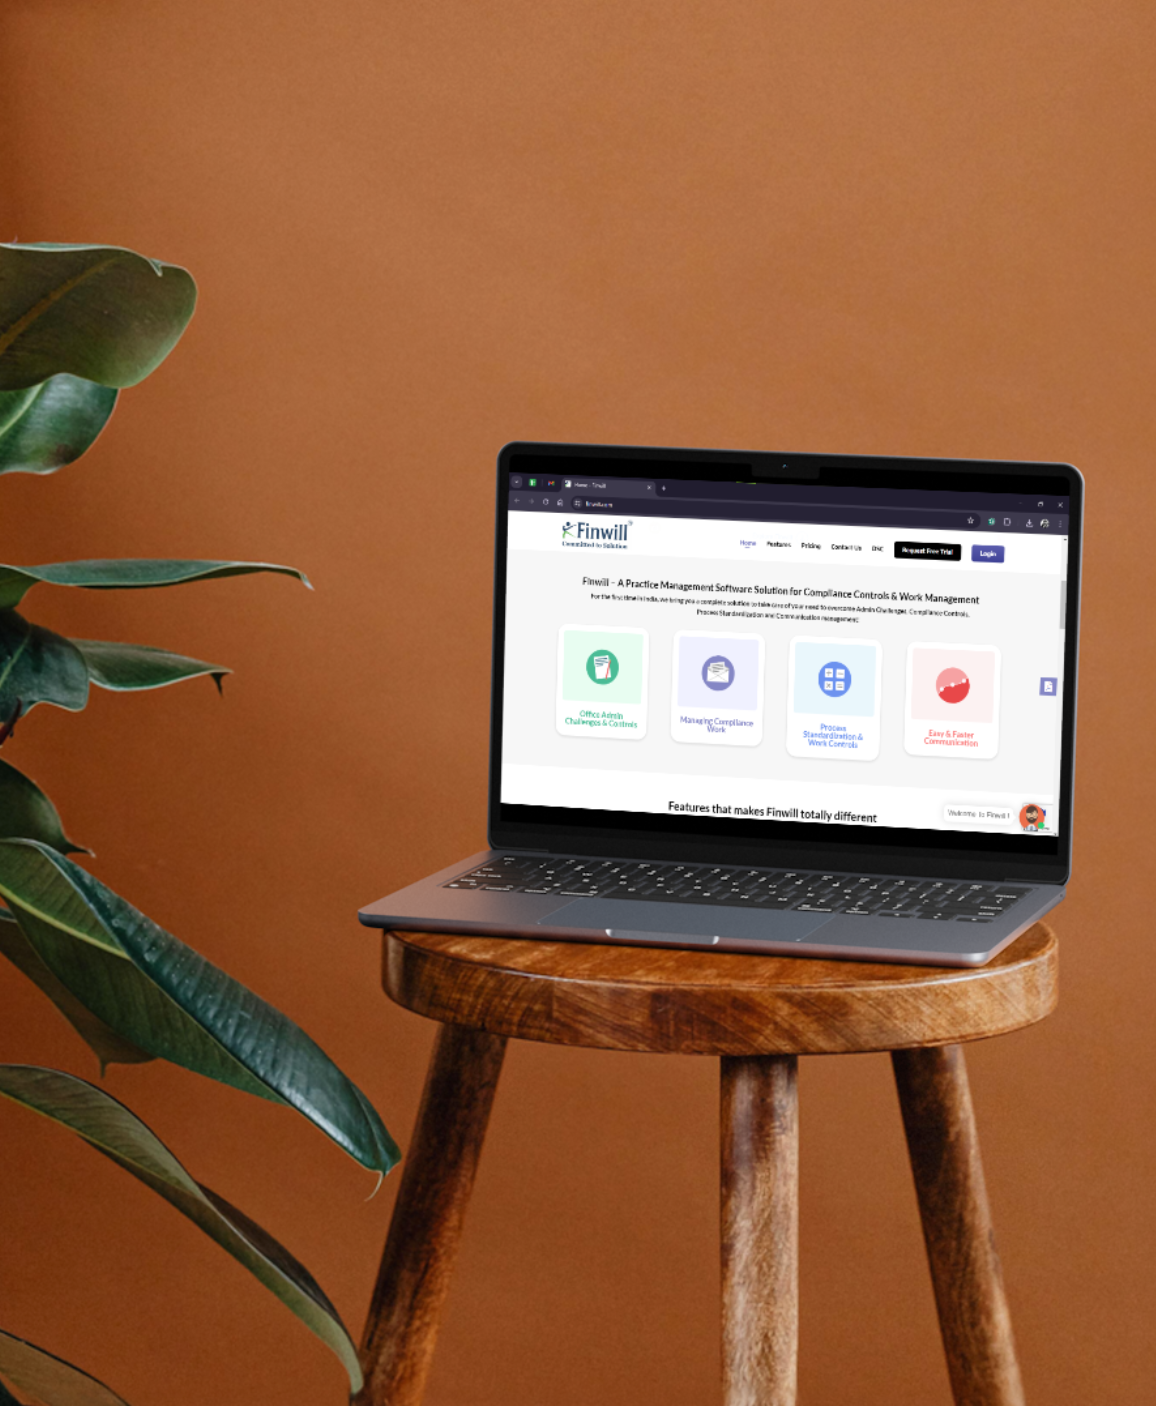 Home - Finwill
finwill.com
Finwill®
Committed to Solution
Home Features Pricing Contact Us DSC Request Free Trial Login
Finwill – A Practice Management Software Solution for Compliance Controls & Work Management
For the first time in India, we bring you a complete solution to take care of your need to overcome Admin Challenges, Compliance Controls,
Process Standardization and Communication management
Office Admin
Challenges & Controls
Managing Compliance
Work
Process
Standardization &
Work Controls
Easy & Faster
Communication
Features that makes Finwill totally different
Welcome to Finwill !